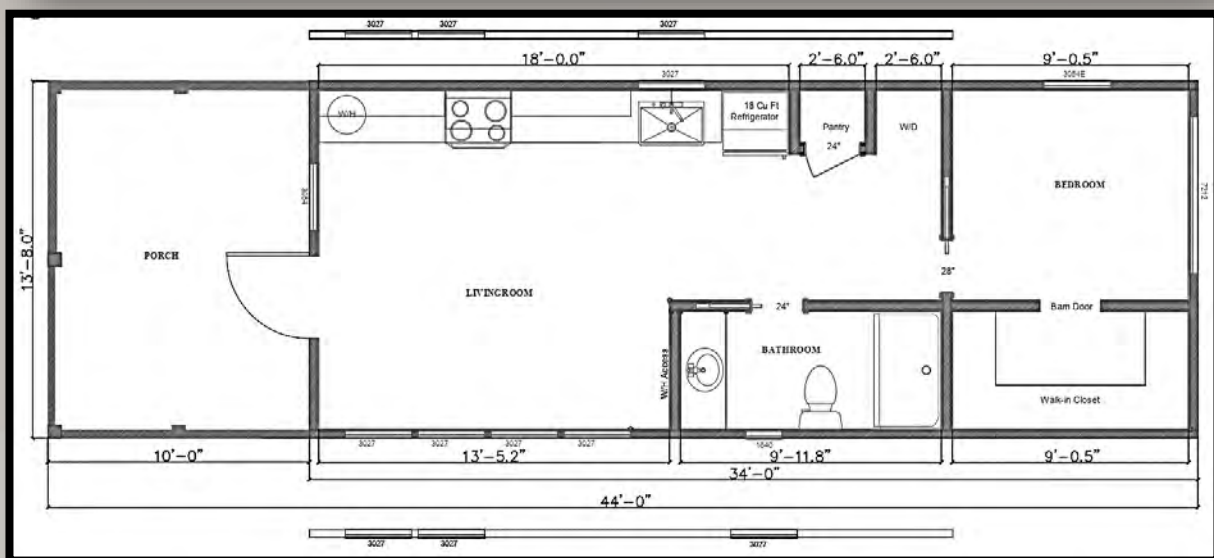 3027 3027 3027
18'-0.0" 2'-6.0" 2'-6.0" 9'-0.5"
3027 3084E
W/H
18 Cu Ft
Refrigerator
Pantry
24"
W/D
BEDROOM
7212
3084
13'-8.0"
PORCH
28"
LIVINGROOM
24"
Barn Door
BATHROOM
W/H Access
Walk-in Closet
3027 3027 3027 3027 1840
10'-0" 13'-5.2" 9'-11.8" 9'-0.5"
34'-0"
44'-0"
3027 3027 3027